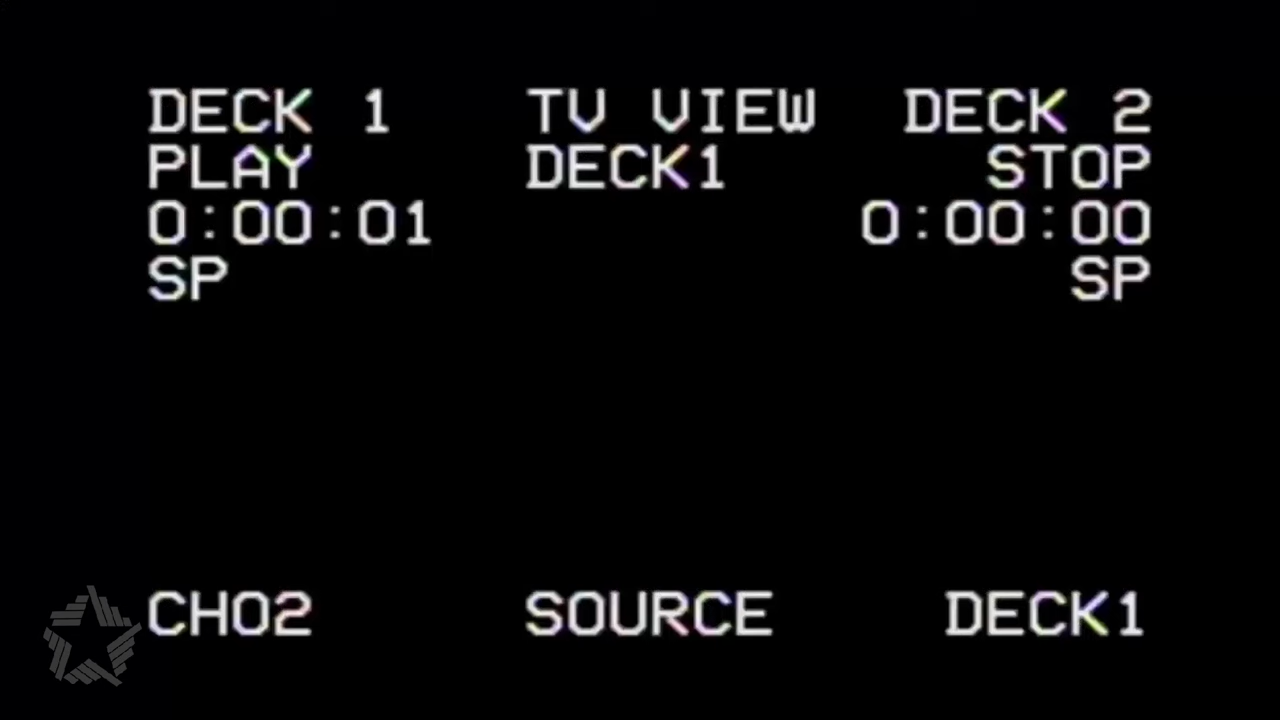 DECK 1 TV VIEW DECK 2
PLAY DECK1 STOP
0:00:01 0:00:00
SP SP
CH02 SOURCE DECK1